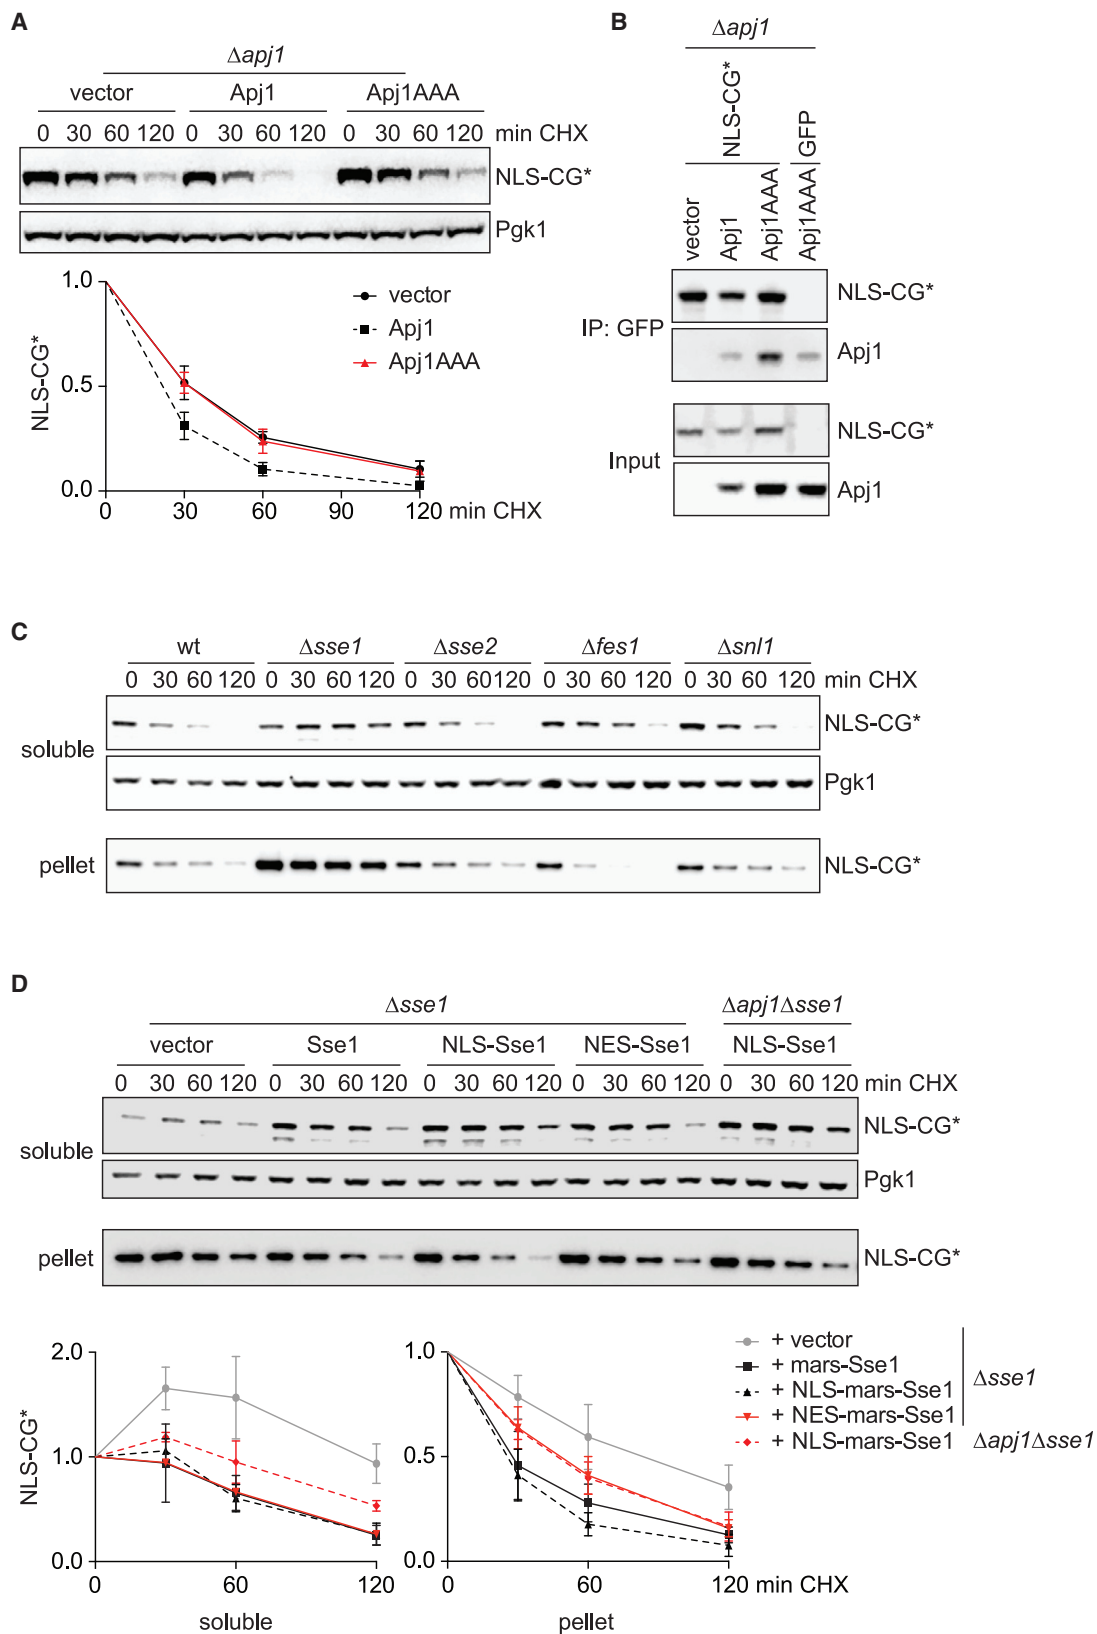 A
Δapj1
vector Apj1 Apj1AAA
0 30 60 120 0 30 60 120 0 30 60 120 min CHX
NLS-CG*
Pgk1
1.0
0.5
0.0
NLS-CG*
vector
Apj1
Apj1AAA
0 30 60 90 120 min CHX
B
Δapj1
NLS-CG*
GFP
vector
Apj1
Apj1AAA
Apj1AAA
IP: GFP
NLS-CG*
Apj1
Input
NLS-CG*
Apj1
C
wt Δsse1 Δsse2 Δfes1 Δsnl1
0 30 60 120 0 30 60 120 0 30 60 120 0 30 60 120 0 30 60 120 min CHX
soluble
NLS-CG*
Pgk1
pellet
NLS-CG*
D
Δsse1 Δapj1Δsse1
vector Sse1 NLS-Sse1 NES-Sse1 NLS-Sse1
0 30 60 120 0 30 60 120 0 30 60 120 0 30 60 120 0 30 60 120 min CHX
soluble
NLS-CG*
Pgk1
pellet
NLS-CG*
2.0
1.0
0.0
NLS-CG*
0 60 120
soluble
1.0
0.5
0.0
0 60 120 min CHX
pellet
+ vector
+ mars-Sse1
+ NLS-mars-Sse1
+ NES-mars-Sse1
Δsse1
+ NLS-mars-Sse1 Δapj1Δsse1